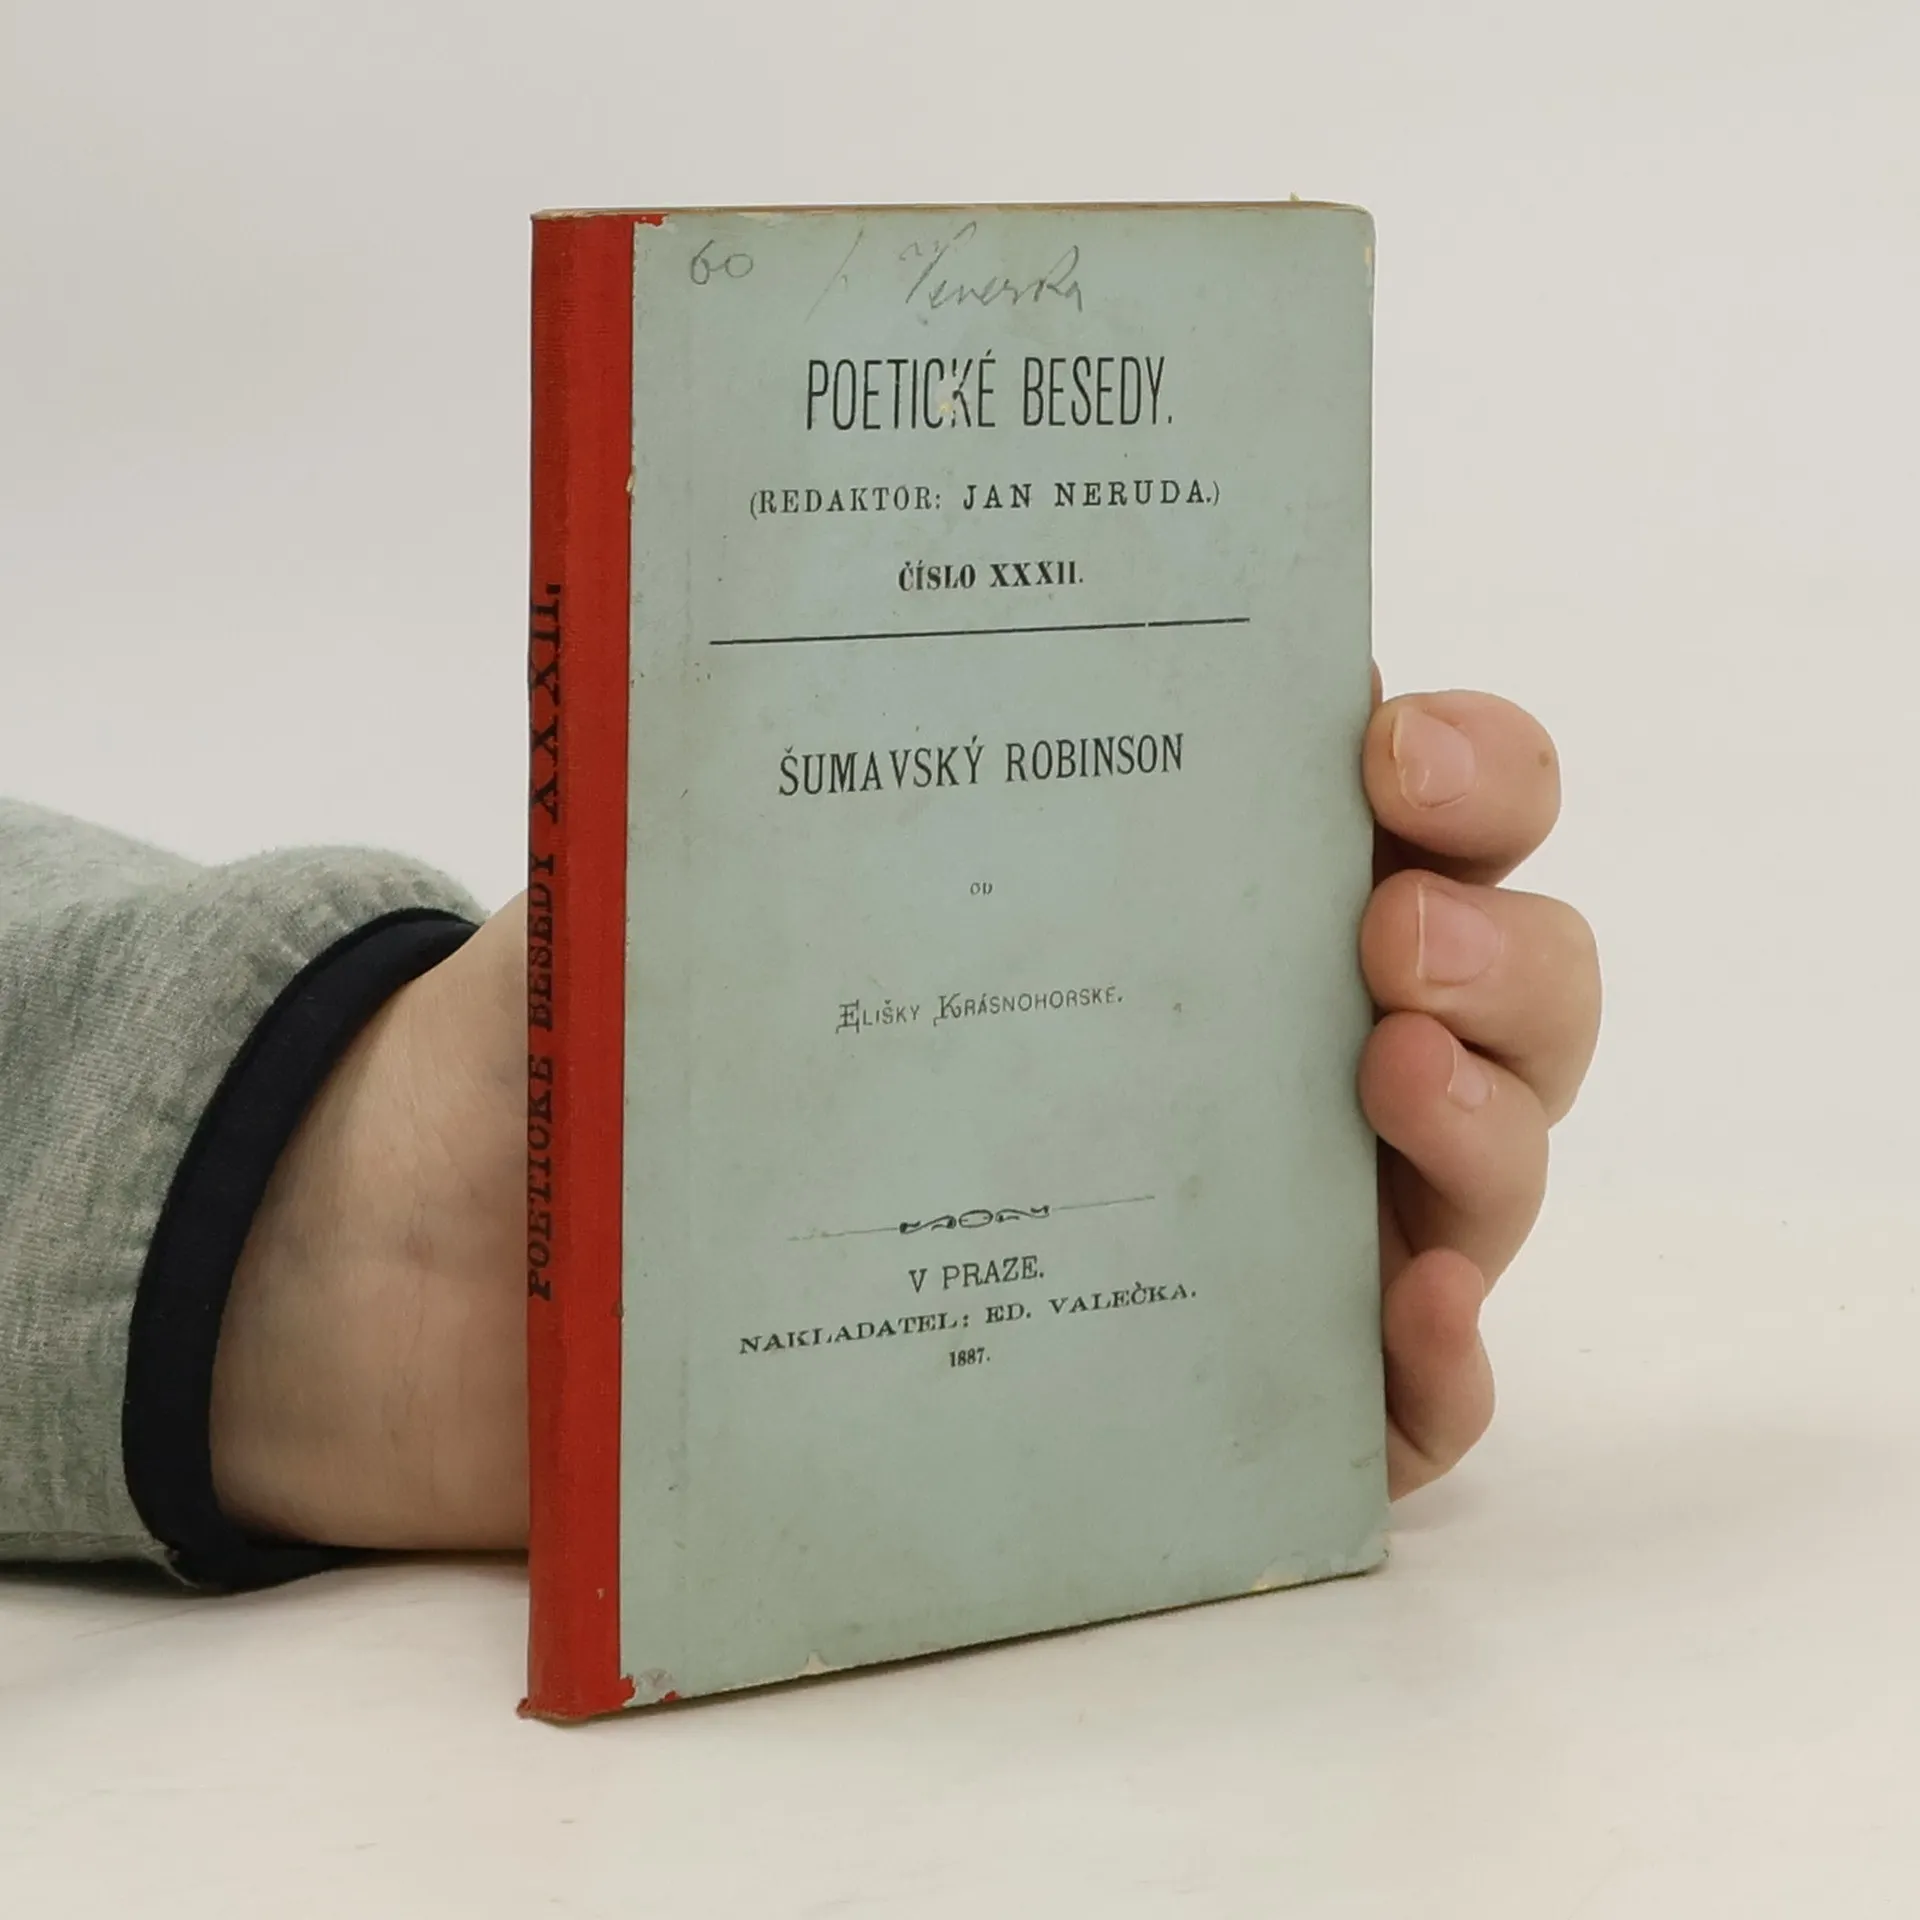 60
POETICKÉ BESEDY.
(REDAKTOR: JAN NERUDA.)
ČÍSLO XXXII.
ŠUMAVSKÝ ROBINSON
OD
ELIŠKY KRÁSNOHORSKÉ.
V PRAZE.
NAKLADATEL: ED. VALEČKA.
1887.
POETICKÉ BESEDY XXXII.